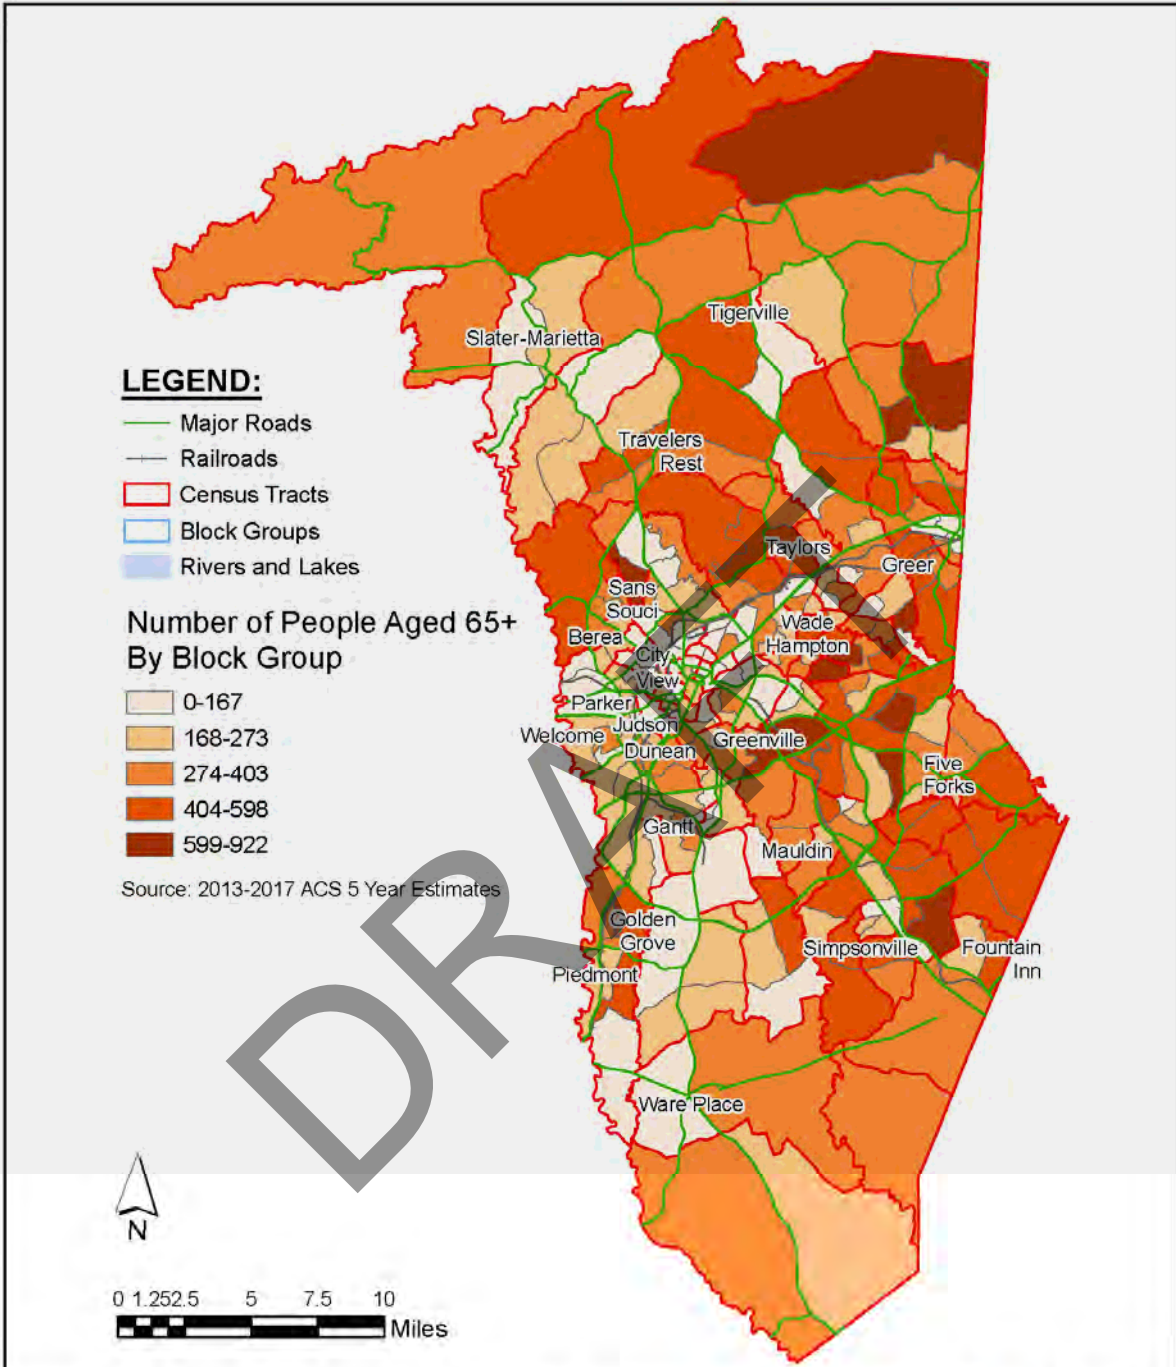 Tigerville
Slater-Marietta
LEGEND:
Major Roads
Railroads
Census Tracts
Block Groups
Rivers and Lakes
Number of People Aged 65+
By Block Group
0-167
168-273
274-403
404-598
599-922
Source: 2013-2017 ACS 5 Year Estimates
Travelers
Rest
Taylors
Greer
Sans
Souci
Wade
Hampton
Berea
City
View
Parker
Judson
Welcome
Dunean
Greenville
Five
Forks
Gantt
Mauldin
Golden
Grove
Simpsonville
Fountain
Inn
Piedmont
Ware Place
DRAFT
N
0 1.252.5 5 7.5 10
Miles